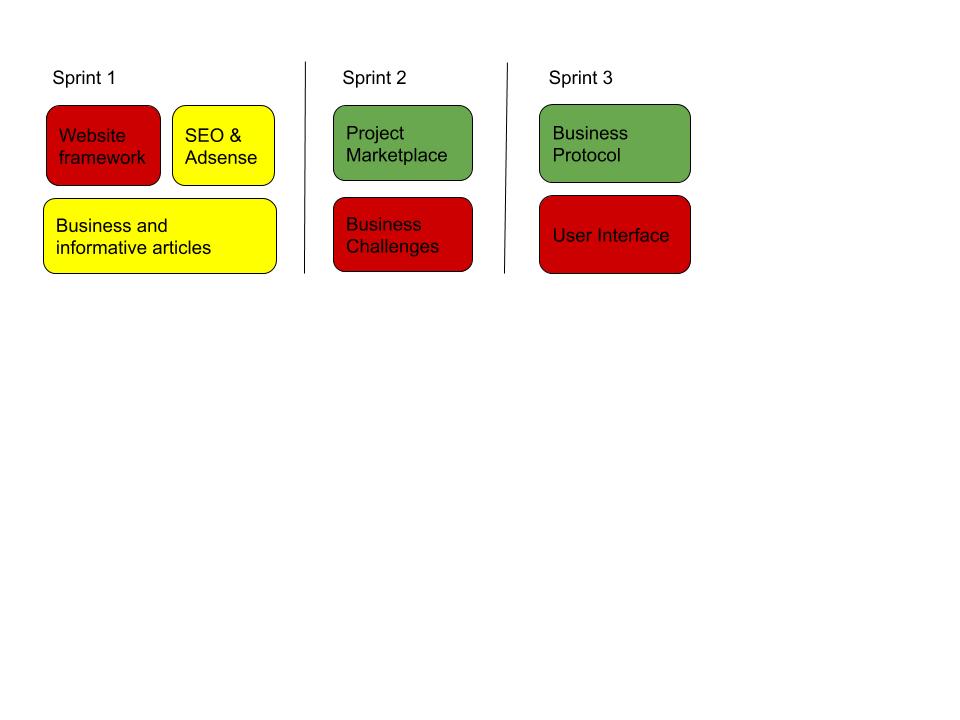 Sprint 1
Website
framework
SEO &
Adsense
Business and
informative articles
Sprint 2
Project
Marketplace
Business
Challenges
Sprint 3
Business
Protocol
User Interface